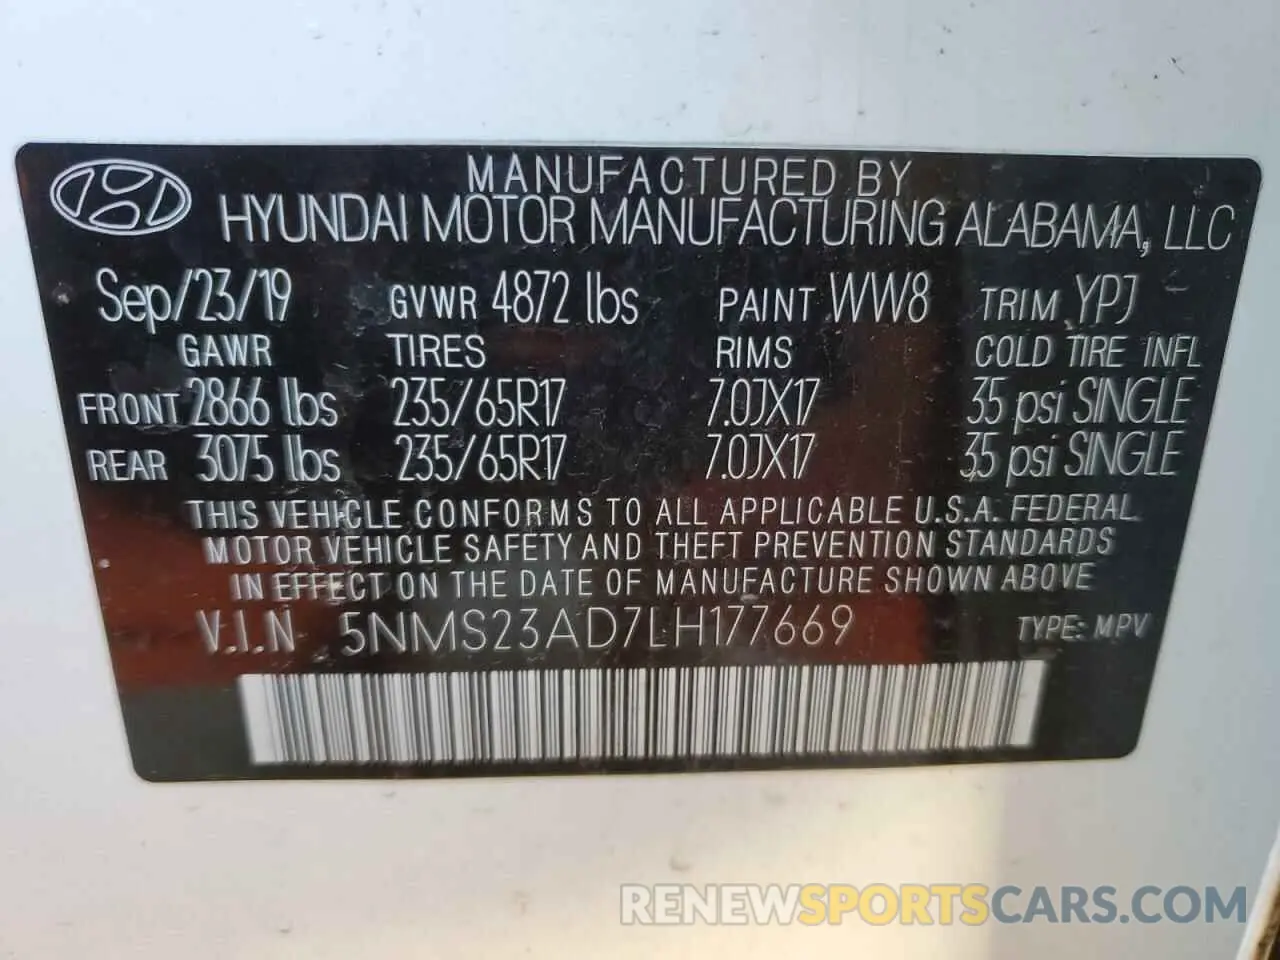 MANUFACTURED BY
HYUNDAI MOTOR MANUFACTURING ALABAMA, LLC
Sep/23/19 GVWR 4872 lbs PAINT WW8 TRIM YPJ
GAWR TIRES RIMS COLD TIRE INFL
FRONT 2866 lbs 235/65R17 7.0JX17 35 psi SINGLE
REAR 3075 lbs 235/65R17 7.0JX17 35 psi SINGLE
THIS VEHICLE CONFORMS TO ALL APPLICABLE U.S.A. FEDERAL
MOTOR VEHICLE SAFETY AND THEFT PREVENTION STANDARDS
IN EFFECT ON THE DATE OF MANUFACTURE SHOWN ABOVE
V.I.N 5NMS23AD7LH177669 TYPE: MPV
RENEWSPORTSCARS.COM